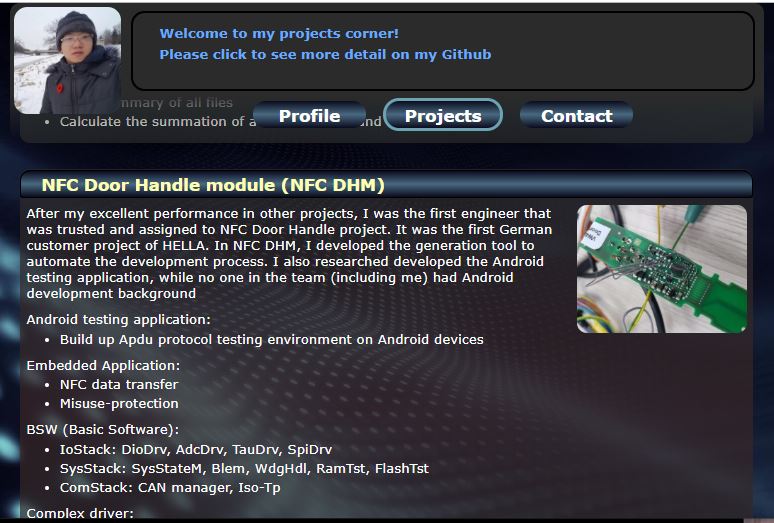 Welcome to my projects corner!
Please click to see more detail on my Github
mmary of all files
Calculate the summation of a
nd
Profile
Projects
Contact
NFC Door Handle module (NFC DHM)
After my excellent performance in other projects, I was the first engineer that
was trusted and assigned to NFC Door Handle project. It was the first German
customer project of HELLA. In NFC DHM, I developed the generation tool to
automate the development process. I also researched developed the Android
testing application, while no one in the team (including me) had Android
development background
Android testing application:
• Build up Apdu protocol testing environment on Android devices
Embedded Application:
• NFC data transfer
• Misuse-protection
BSW (Basic Software):
• IoStack: DioDrv, AdcDrv, TauDrv, SpiDrv
• SysStack: SysStateM, Blem, WdgHdl, RamTst, FlashTst
• ComStack: CAN manager, Iso-Tp
Complex driver: